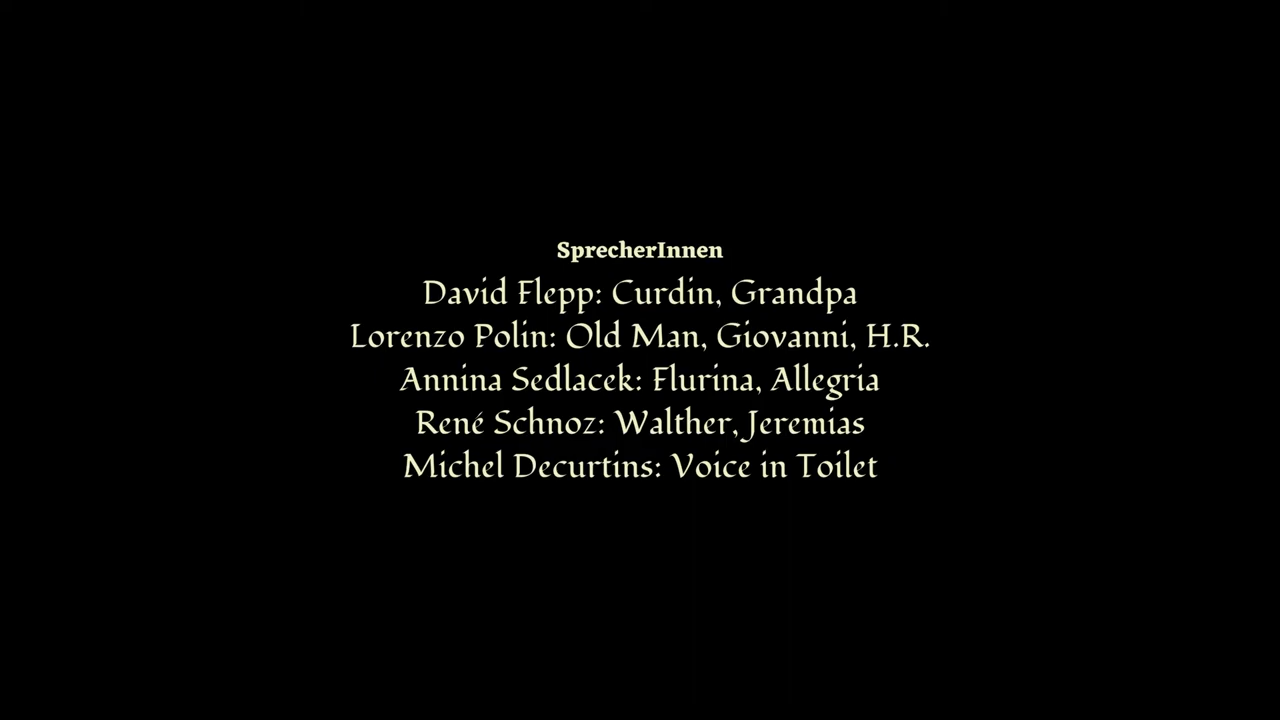 SprecherInnen
David Flepp: Curdin, Grandpa
Lorenzo Polin: Old Man, Giovanni, H.R.
Annina Sedlacek: Flurina, Allegria
René Schnoz: Walther, Jeremias
Michel Decurtins: Voice in Toilet